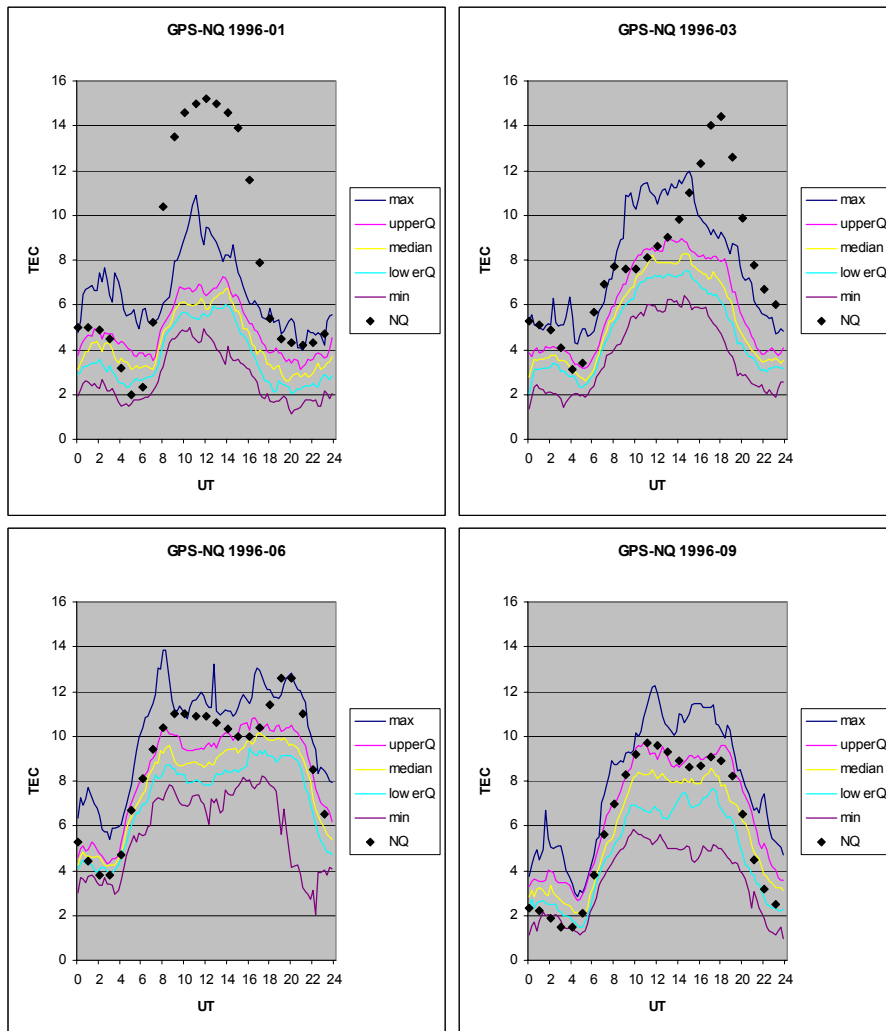 GPS-NQ 1996-01
16
14
12
10
8
6
4
2
0
TEC
0 2 4 6 8 10 12 14 16 18 20 22 24
UT
max
upperQ
median
low erQ
min
NQ
GPS-NQ 1996-03
16
14
12
10
8
6
4
2
0
TEC
0 2 4 6 8 10 12 14 16 18 20 22 24
UT
max
upperQ
median
low erQ
min
NQ
GPS-NQ 1996-06
16
14
12
10
8
6
4
2
0
TEC
0 2 4 6 8 10 12 14 16 18 20 22 24
UT
max
upperQ
median
low erQ
min
NQ
GPS-NQ 1996-09
16
14
12
10
8
6
4
2
0
TEC
0 2 4 6 8 10 12 14 16 18 20 22 24
UT
max
upperQ
median
low erQ
min
NQ